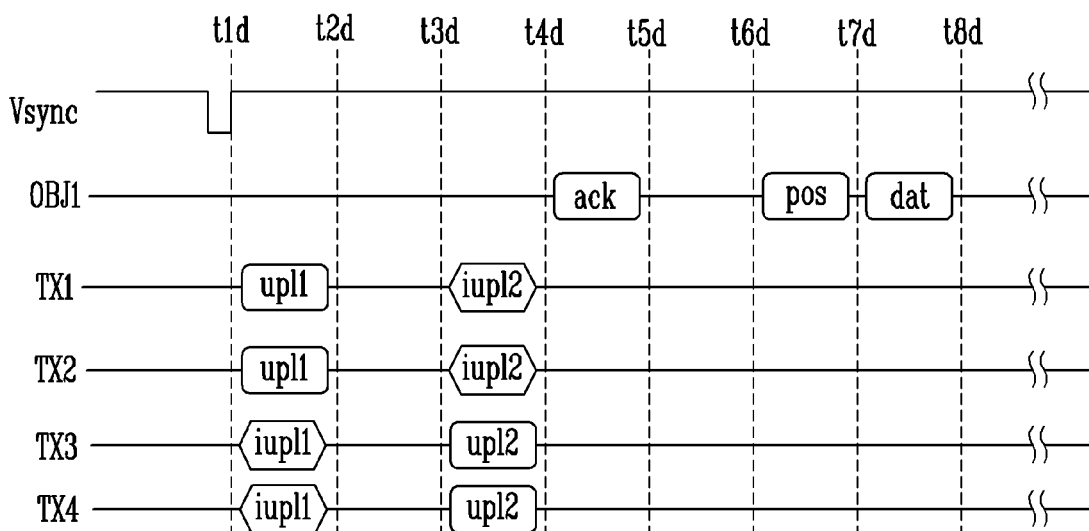 t1d t2d t3d t4d t5d t6d t7d t8d
Vsync
OBJ1 ack pos dat
TX1 upl1 iupl2
TX2 upl1 iupl2
TX3 iupl1 upl2
TX4 iupl1 upl2